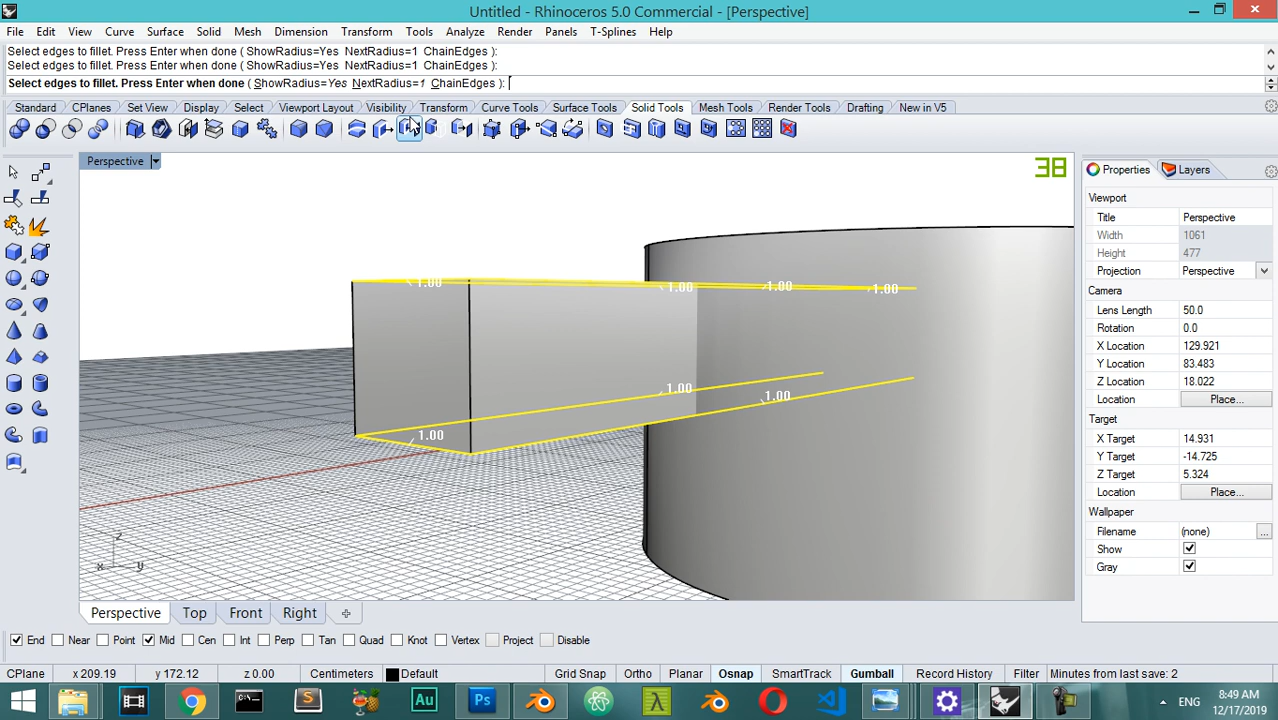 Untitled - Rhinoceros 5.0 Commercial - [Perspective]
File Edit View Curve Surface Solid Mesh Dimension Transform Tools Analyze Render Panels T-Splines Help
Select edges to fillet. Press Enter when done ( ShowRadius=Yes NextRadius=1 ChainEdges ):
Select edges to fillet. Press Enter when done ( ShowRadius=Yes NextRadius=1 ChainEdges ):
Select edges to fillet. Press Enter when done ( ShowRadius=Yes NextRadius=1 ChainEdges ):
Standard CPlanes Set View Display Select Viewport Layout Visibility Transform Curve Tools Surface Tools Solid Tools Mesh Tools Render Tools Drafting New in V5
Perspective
38
Properties Layers
Viewport
Title Perspective
Width 1061
Height 477
Projection Perspective
Camera
Lens Length 50.0
Rotation 0.0
X Location 129.921
Y Location 83.483
Z Location 18.022
Location Place...
Target
X Target 14.931
Y Target -14.725
Z Target 5.324
Location Place...
Wallpaper
Filename (none) ...
Show
Gray
1.00 1.00 1.00 1.00
1.00 1.00
1.00
z
x y
Perspective Top Front Right
End Near Point Mid Cen Int Perp Tan Quad Knot Vertex Project Disable
CPlane x 209.19 y 172.12 z 0.00 Centimeters Default Grid Snap Ortho Planar Osnap SmartTrack Gumball Record History Filter Minutes from last save: 2
Au Ps ENG 8:49 AM
12/17/2019